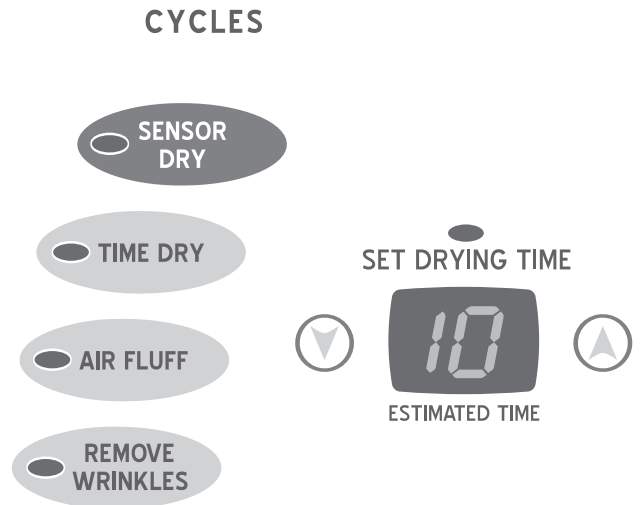 CYCLES
SENSOR
DRY
TIME DRY
SET DRYING TIME
10
AIR FLUFF
ESTIMATED TIME
REMOVE
WRINKLES